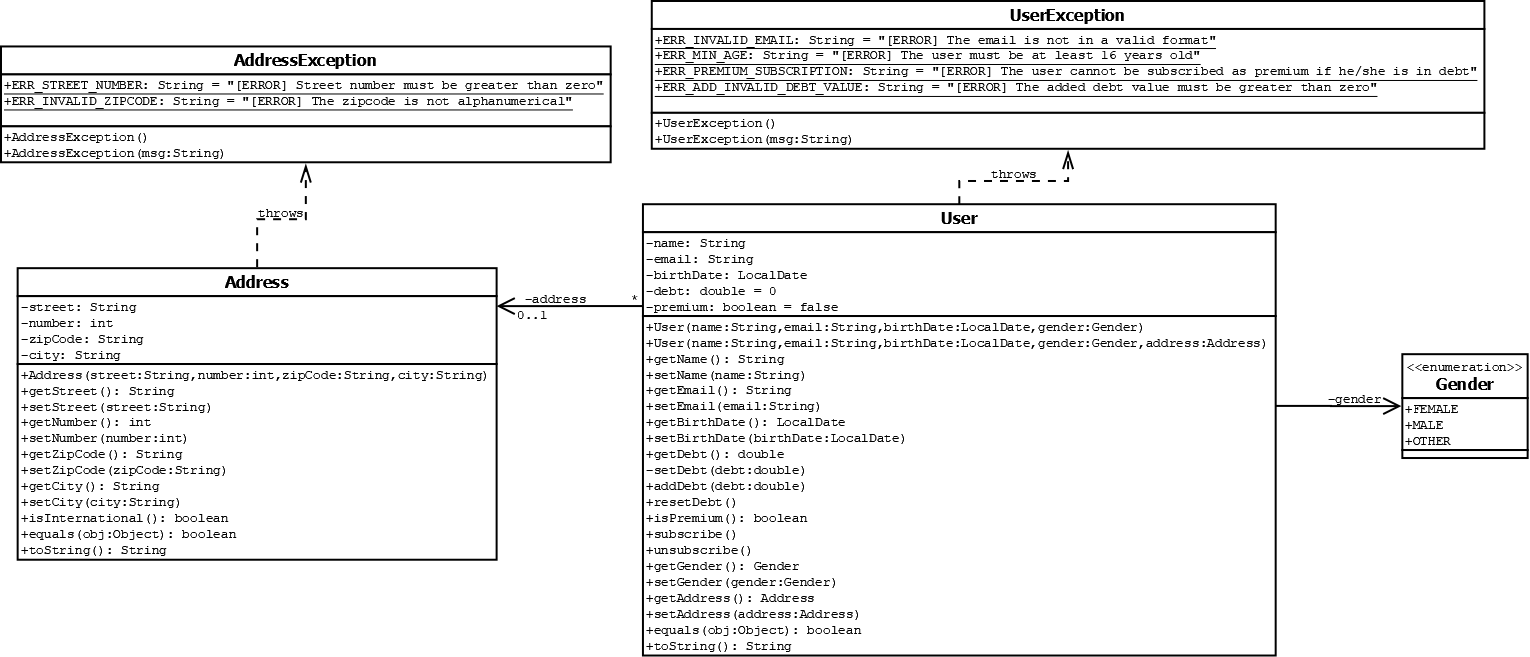 AddressException
+ERR_STREET_NUMBER: String = "[ERROR] Street number must be greater than zero"
+ERR_INVALID_ZIPCODE: String = "[ERROR] The zipcode is not alphanumerical"
+AddressException()
+AddressException(msg:String)
UserException
+ERR_INVALID_EMAIL: String = "[ERROR] The email is not in a valid format"
+ERR_MIN_AGE: String = "[ERROR] The user must be at least 16 years old"
+ERR_PREMIUM_SUBSCRIPTION: String = "[ERROR] The user cannot be subscribed as premium if he/she is in debt"
+ERR_ADD_INVALID_DEBT_VALUE: String = "[ERROR] The added debt value must be greater than zero"
+UserException()
+UserException(msg:String)
throws
throws
Address
-street: String
-number: int
-zipCode: String
-city: String
+Address(street:String,number:int,zipCode:String,city:String)
+getStreet(): String
+setStreet(street:String)
+getNumber(): int
+setNumber(number:int)
+getZipCode(): String
+setZipCode(zipCode:String)
+getCity(): String
+setCity(city:String)
+isInternational(): boolean
+equals(obj:Object): boolean
+toString(): String
-address
*
0..1
User
-name: String
-email: String
-birthDate: LocalDate
-debt: double = 0
-premium: boolean = false
+User(name:String,email:String,birthDate:LocalDate,gender:Gender)
+User(name:String,email:String,birthDate:LocalDate,gender:Gender,address:Address)
+getName(): String
+setName(name:String)
+getEmail(): String
+setEmail(email:String)
+getBirthDate(): LocalDate
+setBirthDate(birthDate:LocalDate)
+getDebt(): double
-setDebt(debt:double)
+addDebt(debt:double)
+resetDebt()
+isPremium(): boolean
+subscribe()
+unsubscribe()
+getGender(): Gender
+setGender(gender:Gender)
+getAddress(): Address
+setAddress(address:Address)
+equals(obj:Object): boolean
+toString(): String
-gender
<<enumeration>>
Gender
+FEMALE
+MALE
+OTHER